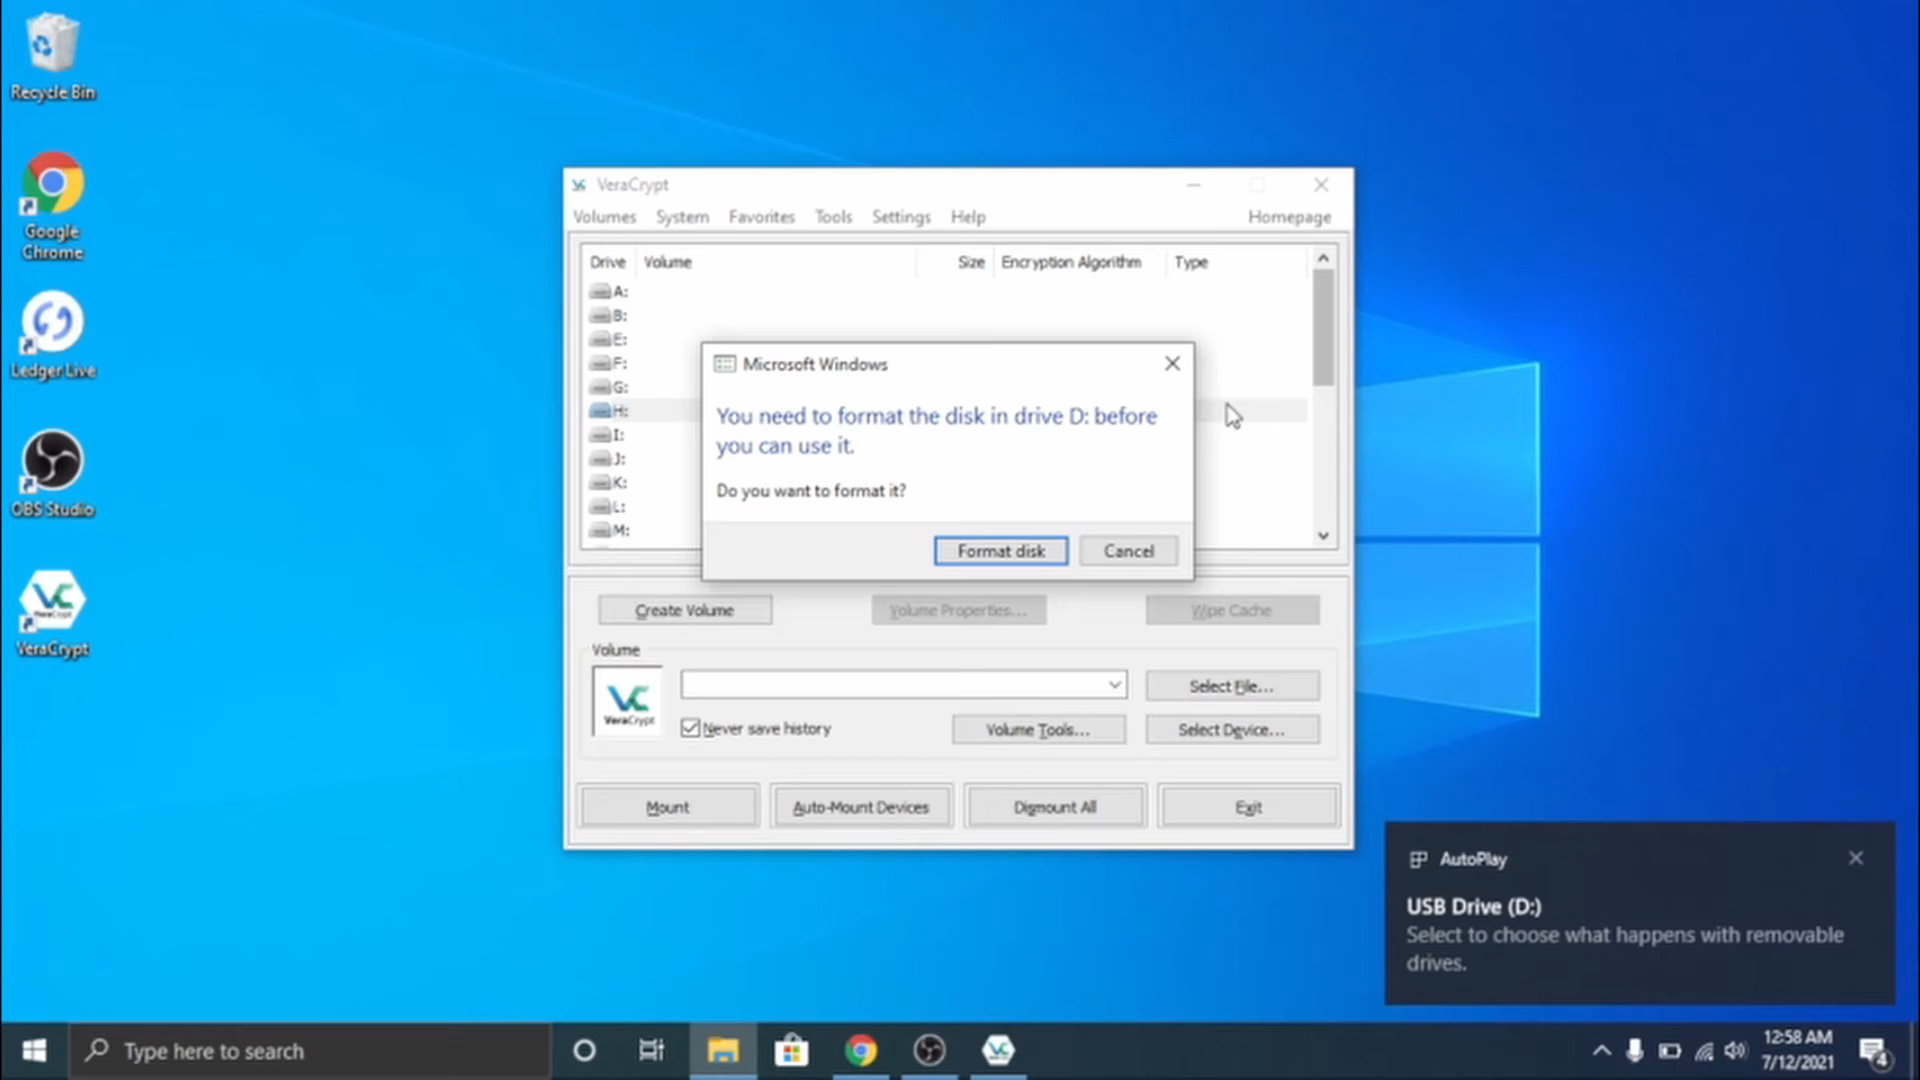 Recycle Bin
Google
Chrome
Ledger Live
OBS Studio
VeraCrypt
VeraCrypt
Volumes System Favorites Tools Settings Help Homepage
Drive Volume Size Encryption Algorithm Type
A:
B:
E:
F:
G:
H:
I:
J:
K:
L:
M:
Microsoft Windows
You need to format the disk in drive D: before
you can use it.
Do you want to format it?
Format disk Cancel
Create Volume Volume Properties... Wipe Cache
Volume
VeraCrypt
Select File...
Never save history Volume Tools... Select Device...
Mount Auto-Mount Devices Dismount All Exit
AutoPlay
USB Drive (D:)
Select to choose what happens with removable
drives.
Type here to search
12:58 AM
7/12/2021
4